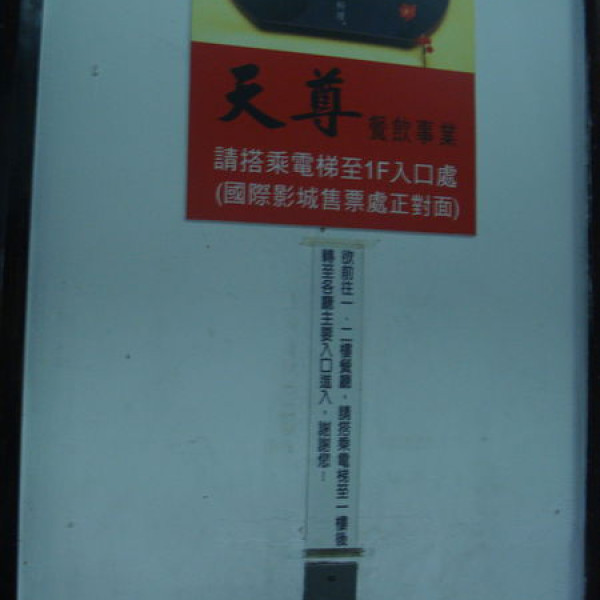 天尊 餐飲事業
請搭乘電梯至1F入口處
(國際影城售票處正對面)
欲前往一．二樓餐廳，請搭乘電梯至一樓後
轉至各廳主要入口進入，謝謝您！